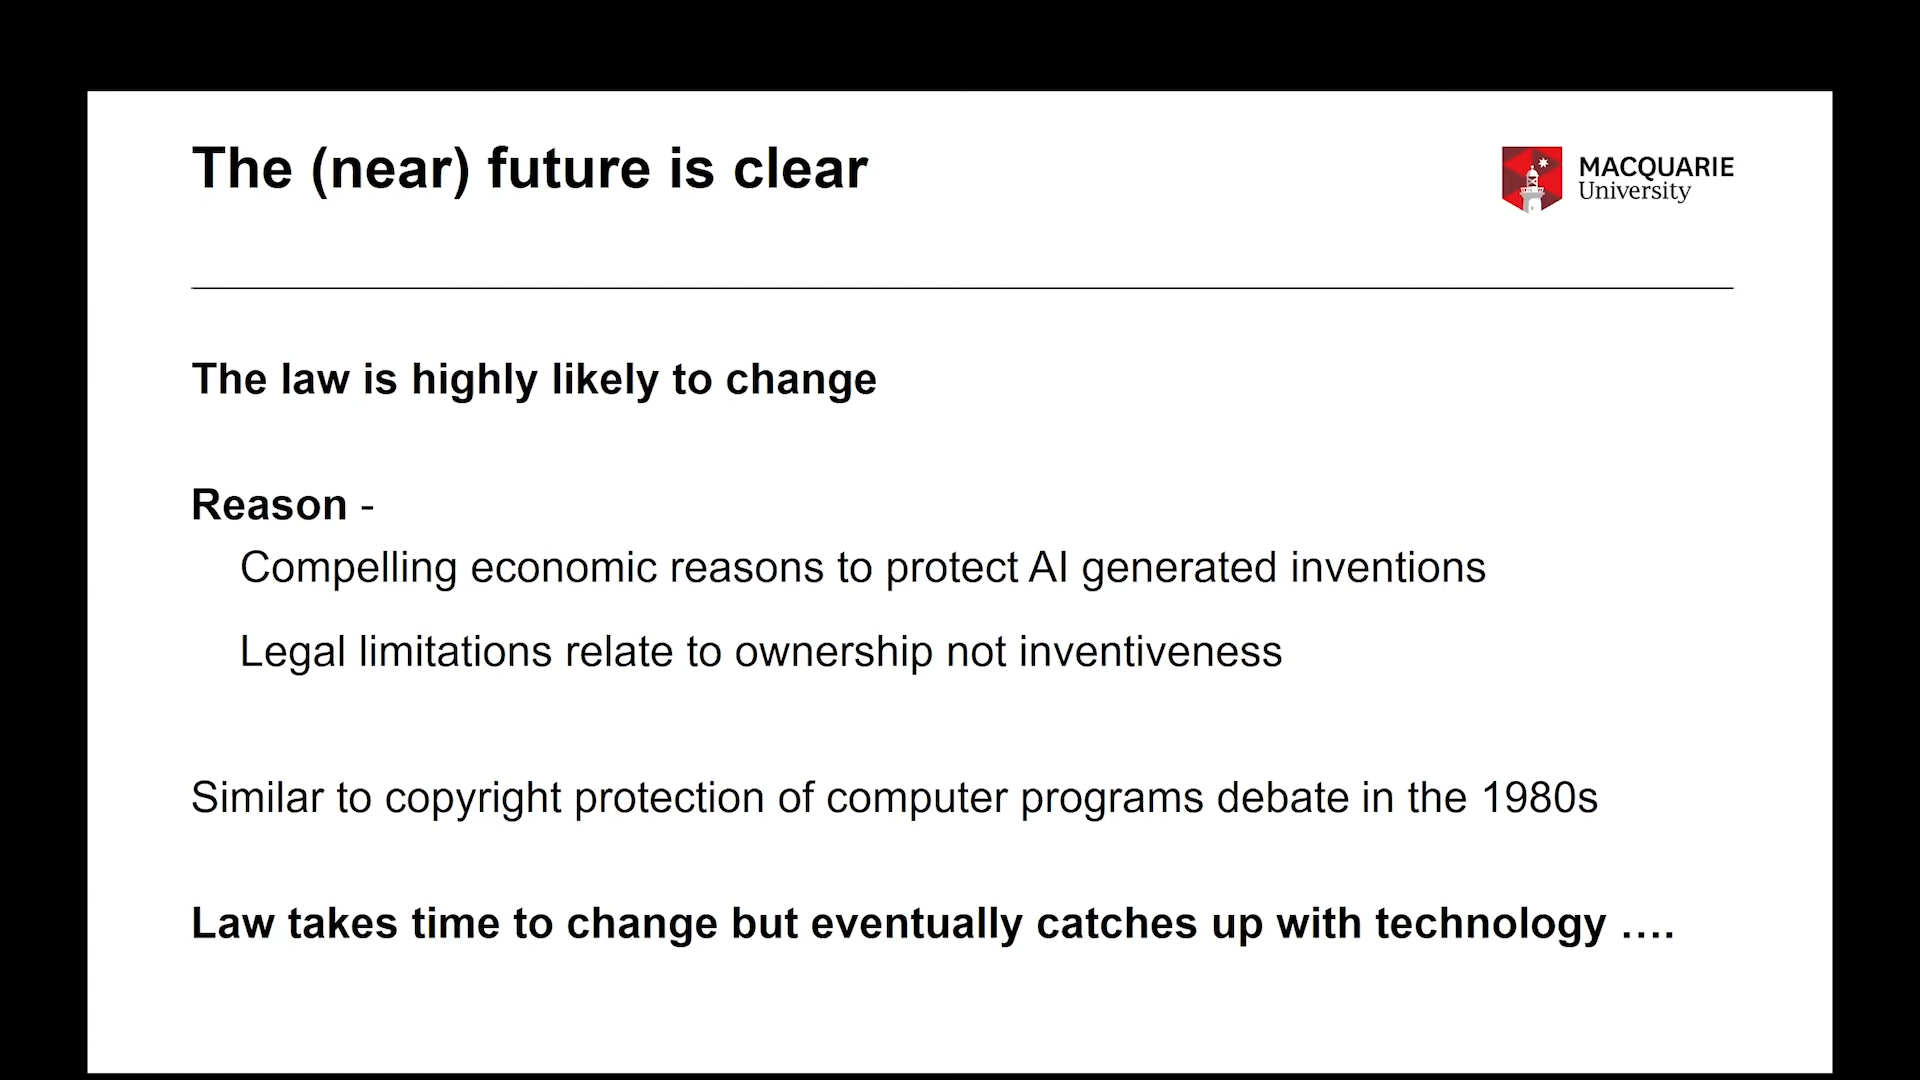 The (near) future is clear
MACQUARIE
University
The law is highly likely to change
Reason -
Compelling economic reasons to protect AI generated inventions
Legal limitations relate to ownership not inventiveness
Similar to copyright protection of computer programs debate in the 1980s
Law takes time to change but eventually catches up with technology ….